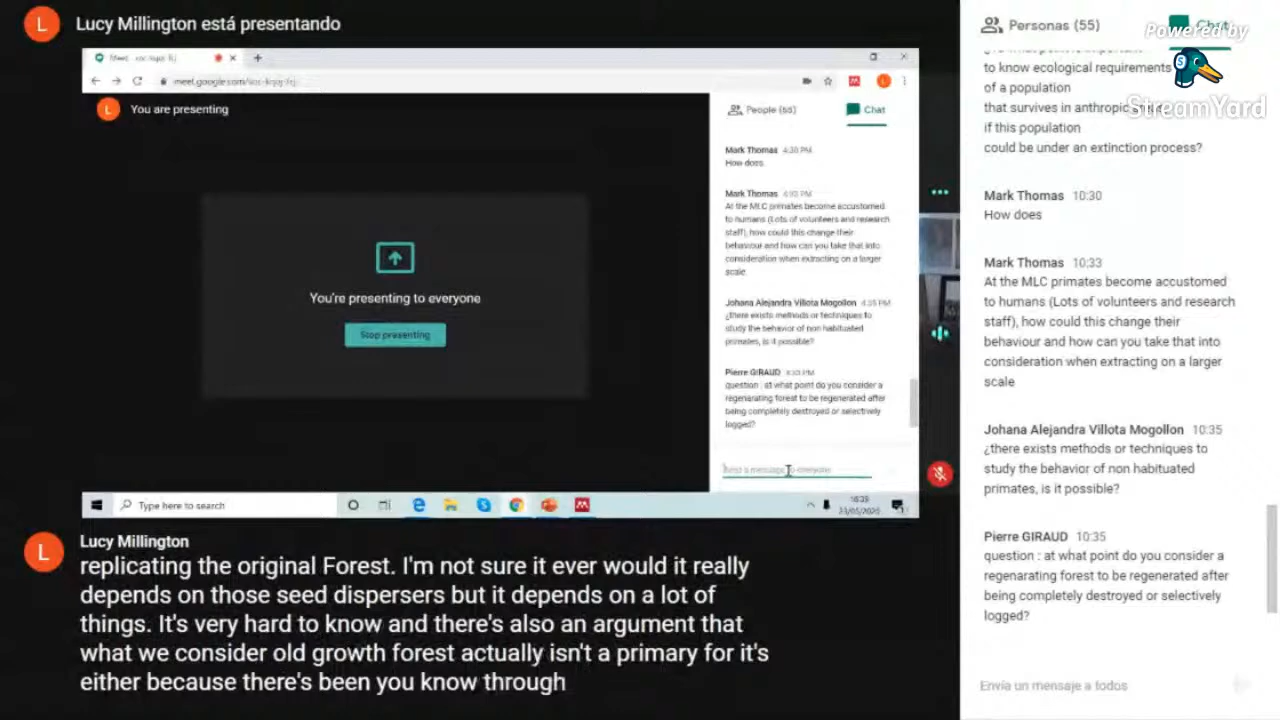 L Lucy Millington está presentando
meet.google.com
L You are presenting
You're presenting to everyone
Stop presenting
People (55) Chat
Mark Thomas 4:30 PM
How does
Mark Thomas
At the MLC primates become accustomed
to humans (Lots of volunteers and research
staff), how could this change their
behaviour and how can you take that into
consideration when extracting on a larger
scale
Johana Alejandra Villota Mogollon 4:35 PM
¿there exists methods or techniques to
study the behavior of non habituated
primates, is it possible?
Pierre GIRAUD
question : at what point do you consider a
regenarating forest to be regenerated after
being completely destroyed or selectively
logged?
Send a message to everyone
Type here to search
L Lucy Millington
replicating the original Forest. I'm not sure it ever would it really
depends on those seed dispersers but it depends on a lot of
things. It's very hard to know and there's also an argument that
what we consider old growth forest actually isn't a primary for it's
either because there's been you know through
Personas (55) Chat
Powered by
StreamYard
to know ecological requirements
of a population
that survives in anthropic
if this population
could be under an extinction process?
Mark Thomas 10:30
How does
Mark Thomas 10:33
At the MLC primates become accustomed
to humans (Lots of volunteers and research
staff), how could this change their
behaviour and how can you take that into
consideration when extracting on a larger
scale
Johana Alejandra Villota Mogollon 10:35
¿there exists methods or techniques to
study the behavior of non habituated
primates, is it possible?
Pierre GIRAUD 10:35
question : at what point do you consider a
regenarating forest to be regenerated after
being completely destroyed or selectively
logged?
Envía un mensaje a todos